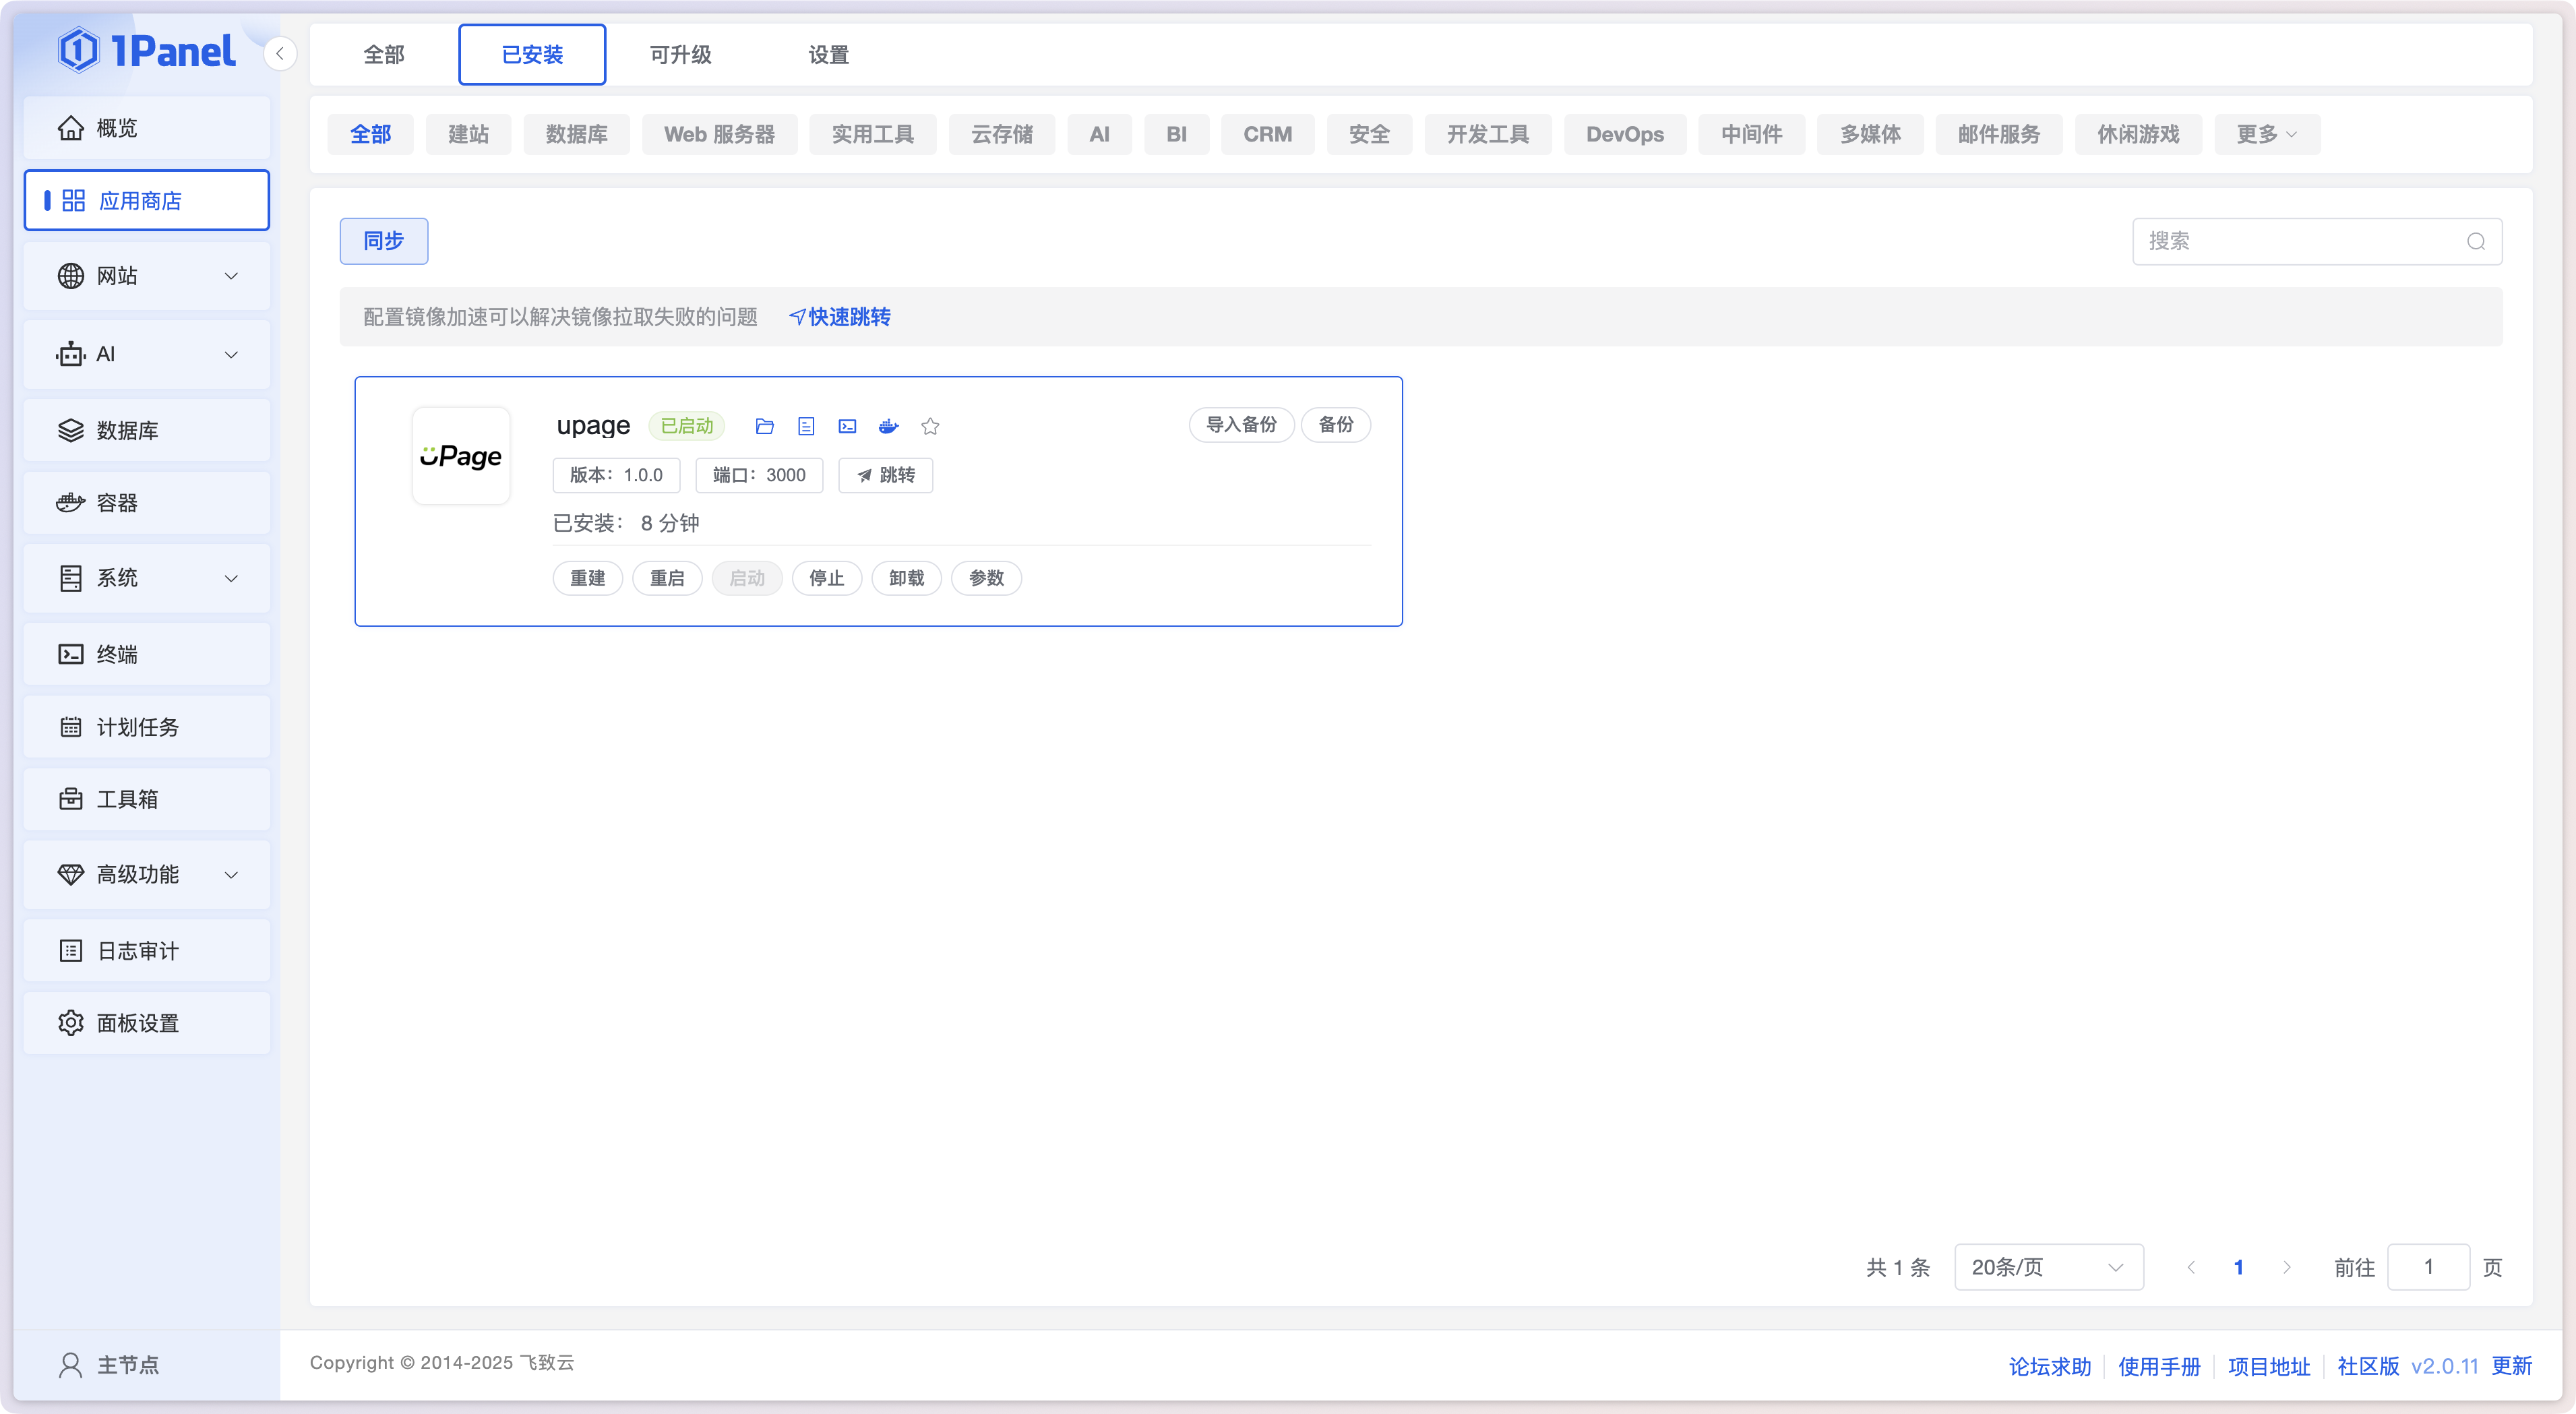 1Panel
概览
应用商店
网站
AI
数据库
容器
系统
终端
计划任务
工具箱
高级功能
日志审计
面板设置
主节点
全部 已安装 可升级 设置
全部 建站 数据库 Web 服务器 实用工具 云存储 AI BI CRM 安全 开发工具 DevOps 中间件 多媒体 邮件服务 休闲游戏 更多
同步 搜索
配置镜像加速可以解决镜像拉取失败的问题 快速跳转
uPage
upage 已启动 导入备份 备份
版本：1.0.0 端口：3000 跳转
已安装： 8 分钟
重建 重启 启动 停止 卸载 参数
共 1 条 20条/页 1 前往 1 页
Copyright © 2014-2025 飞致云
论坛求助 使用手册 项目地址 社区版 v2.0.11 更新